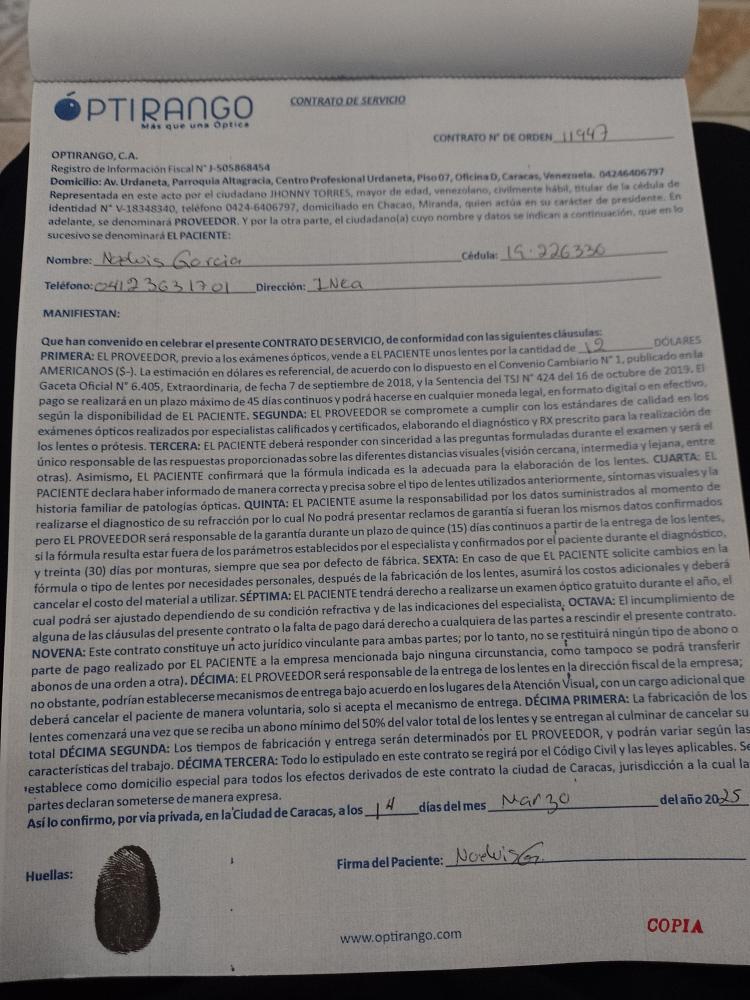 ÓPTIRANGO
Más que una Óptica
CONTRATO DE SERVICIO
CONTRATO N° DE ORDEN 11947
OPTIRANGO, C.A.
Registro de Información Fiscal N° J-505868454
Domicilio: Av. Urdaneta, Parroquia Altagracia, Centro Profesional Urdaneta, Piso 07, Oficina D, Caracas, Venezuela. 04246406797
Representada en este acto por el ciudadano JHONNY TORRES, mayor de edad, venezolano, civilmente hábil, titular de la cédula de
identidad N° V-18348340, teléfono 0424-6406797, domiciliado en Chacao, Miranda, quien actúa en su carácter de presidente. En
adelante, se denominará PROVEEDOR. Y por la otra parte, el ciudadano(a) cuyo nombre y datos se indican a continuación, que en lo
sucesivo se denominará EL PACIENTE:
Nombre: Noelvis Garcia Cédula: 19.226330
Teléfono: 04123631701 Dirección: INea
MANIFIESTAN:
Que han convenido en celebrar el presente CONTRATO DE SERVICIO, de conformidad con las siguientes cláusulas:
PRIMERA: EL PROVEEDOR, previo a los exámenes ópticos, vende a EL PACIENTE unos lentes por la cantidad de 12 DÓLARES
AMERICANOS ($-). La estimación en dólares es referencial, de acuerdo con lo dispuesto en el Convenio Cambiario N° 1, publicado en la
Gaceta Oficial N° 6.405, Extraordinaria, de fecha 7 de septiembre de 2018, y la Sentencia del TSJ N° 424 del 16 de octubre de 2019. El
pago se realizará en un plazo máximo de 45 días continuos y podrá hacerse en cualquier moneda legal, en formato digital o en efectivo,
según la disponibilidad de EL PACIENTE. SEGUNDA: EL PROVEEDOR se compromete a cumplir con los estándares de calidad en los
exámenes ópticos realizados por especialistas calificados y certificados, elaborando el diagnóstico y RX prescrito para la realización de
los lentes o prótesis. TERCERA: EL PACIENTE deberá responder con sinceridad a las preguntas formuladas durante el examen y será el
único responsable de las respuestas proporcionadas sobre las diferentes distancias visuales (visión cercana, intermedia y lejana, entre
otras). Asimismo, EL PACIENTE confirmará que la fórmula indicada es la adecuada para la elaboración de los lentes. CUARTA: EL
PACIENTE declara haber informado de manera correcta y precisa sobre el tipo de lentes utilizados anteriormente, síntomas visuales y la
historia familiar de patologías ópticas. QUINTA: EL PACIENTE asume la responsabilidad por los datos suministrados al momento de
realizarse el diagnostico de su refracción por lo cual No podrá presentar reclamos de garantía si fueran los mismos datos confirmados
pero EL PROVEEDOR será responsable de la garantía durante un plazo de quince (15) días continuos a partir de la entrega de los lentes,
si la fórmula resulta estar fuera de los parámetros establecidos por el especialista y confirmados por el paciente durante el diagnóstico,
y treinta (30) días por monturas, siempre que sea por defecto de fábrica. SEXTA: En caso de que EL PACIENTE solicite cambios en la
fórmula o tipo de lentes por necesidades personales, después de la fabricación de los lentes, asumirá los costos adicionales y deberá
cancelar el costo del material a utilizar. SÉPTIMA: EL PACIENTE tendrá derecho a realizarse un examen óptico gratuito durante el año, el
cual podrá ser ajustado dependiendo de su condición refractiva y de las indicaciones del especialista. OCTAVA: El incumplimiento de
alguna de las cláusulas del presente contrato o la falta de pago dará derecho a cualquiera de las partes a rescindir el presente contrato.
NOVENA: Este contrato constituye un acto jurídico vinculante para ambas partes; por lo tanto, no se restituirá ningún tipo de abono o
parte de pago realizado por EL PACIENTE a la empresa mencionada bajo ninguna circunstancia, como tampoco se podrá transferir
abonos de una orden a otra). DÉCIMA: EL PROVEEDOR será responsable de la entrega de los lentes en la dirección fiscal de la empresa;
no obstante, podrían establecerse mecanismos de entrega bajo acuerdo en los lugares de la Atención Visual, con un cargo adicional que
deberá cancelar el paciente de manera voluntaria, solo si acepta el mecanismo de entrega. DÉCIMA PRIMERA: La fabricación de los
lentes comenzará una vez que se reciba un abono mínimo del 50% del valor total de los lentes y se entregan al culminar de cancelar su
total DÉCIMA SEGUNDA: Los tiempos de fabricación y entrega serán determinados por EL PROVEEDOR, y podrán variar según las
características del trabajo. DÉCIMA TERCERA: Todo lo estipulado en este contrato se regirá por el Código Civil y las leyes aplicables. Se
establece como domicilio especial para todos los efectos derivados de este contrato la ciudad de Caracas, jurisdicción a la cual la
partes declaran someterse de manera expresa.
Así lo confirmo, por vía privada, en la Ciudad de Caracas, a los 14 días del mes Marzo del año 2025
Huellas:
Firma del Paciente: Noelvis G.
COPIA
www.optirango.com